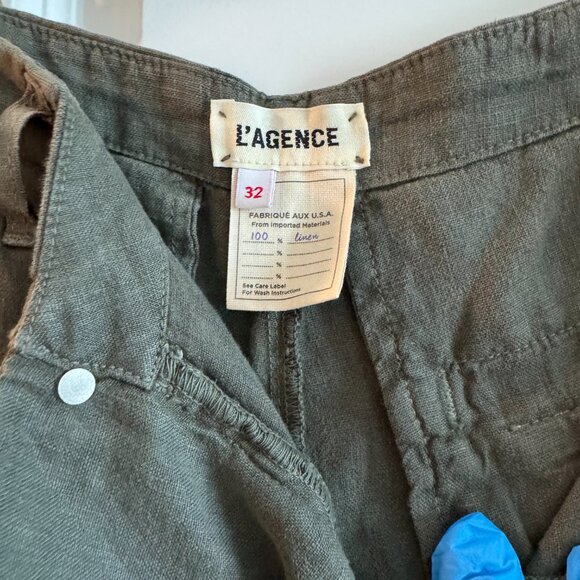 L'AGENCE
32
FABRIQUÉ AUX U.S.A.
From Imported Materials
100 % linen
%
%
%
See Care Label
For Wash Instructions